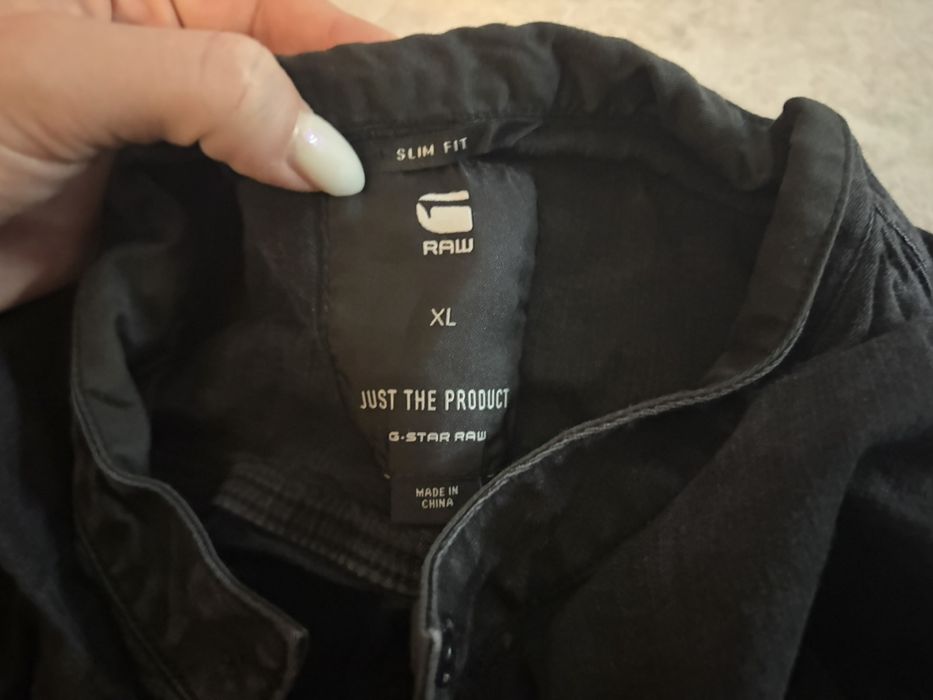 SLIM FIT
RAW
XL
JUST THE PRODUCT
G-STAR RAW
MADE IN
CHINA